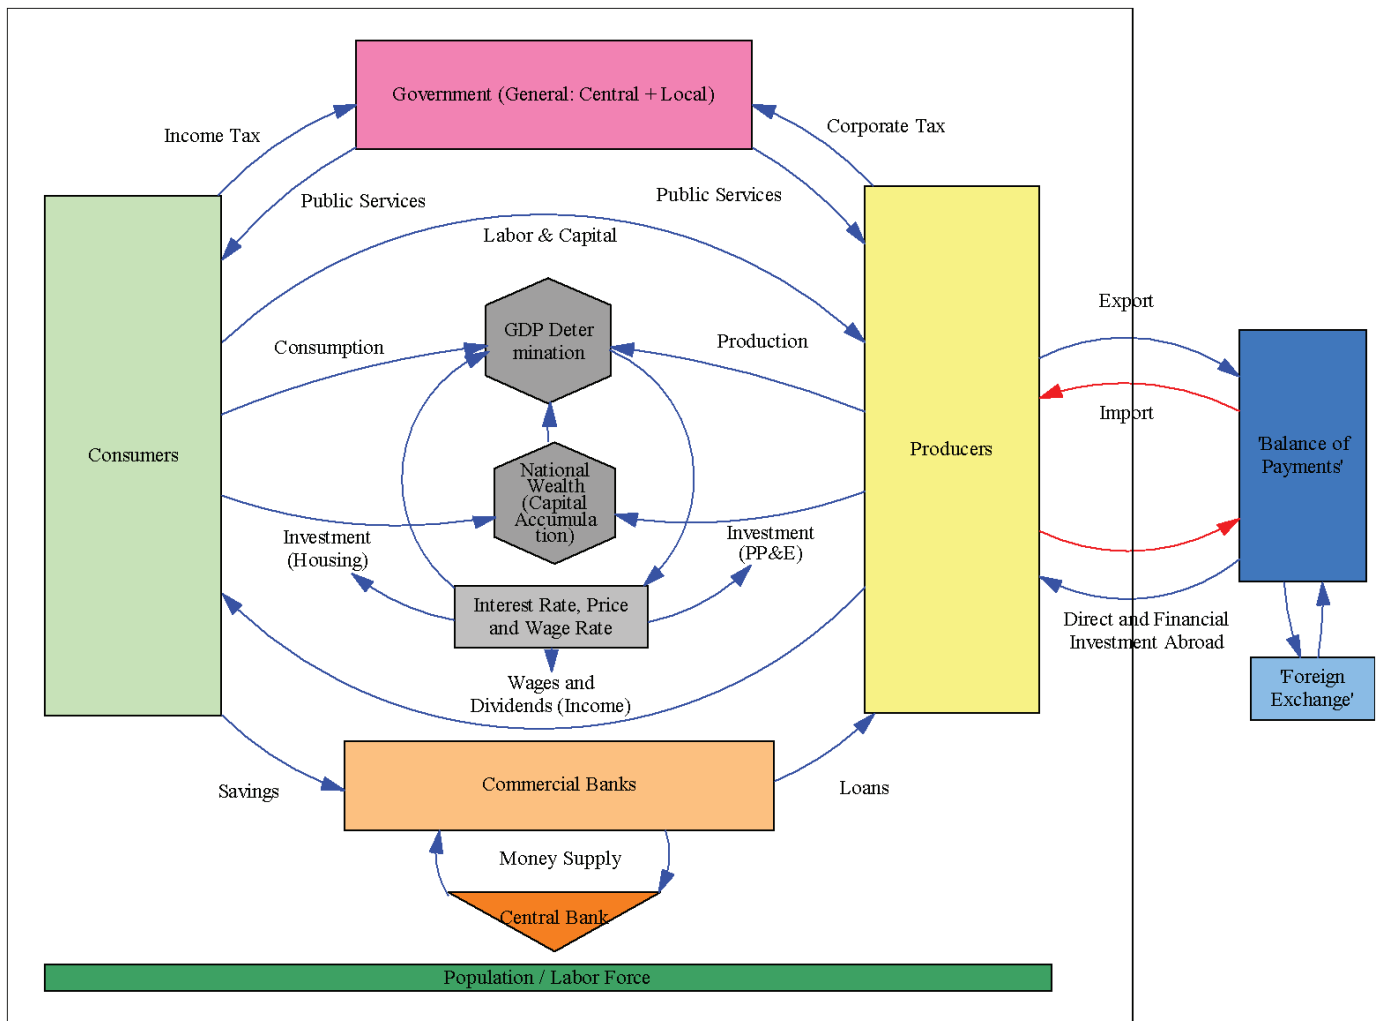 Government (General: Central + Local)
Income Tax
Corporate Tax
Public Services
Public Services
Labor & Capital
Export
GDP Deter
mination
Consumption
Production
Import
Consumers
Producers
'Balance of
Payments'
National
Wealth
(Capital
Accumula
tion)
Investment
(Housing)
Investment
(PP&E)
Interest Rate, Price
and Wage Rate
Direct and Financial
Investment Abroad
Wages and
Dividends (Income)
'Foreign
Exchange'
Savings
Commercial Banks
Loans
Money Supply
Central Bank
Population / Labor Force